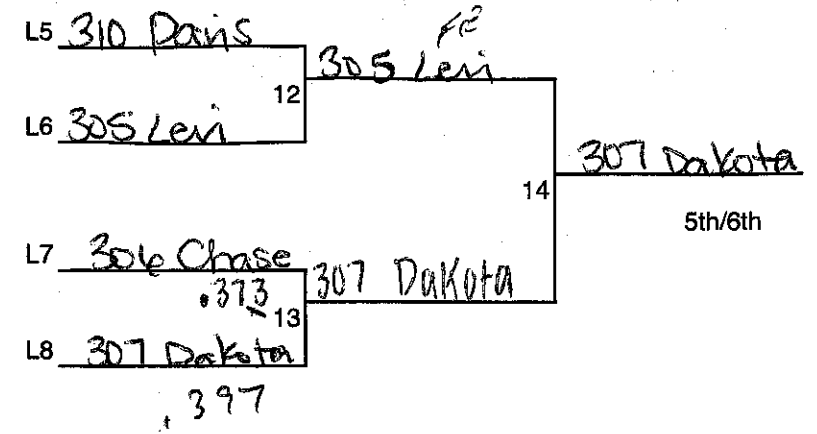 L5 310 Davis
FE
305 Levi
12
L6 305 Levi
307 Dakota
14
5th/6th
L7 306 Chase
.373
307 Dakota
13
L8 307 Dakota
.397